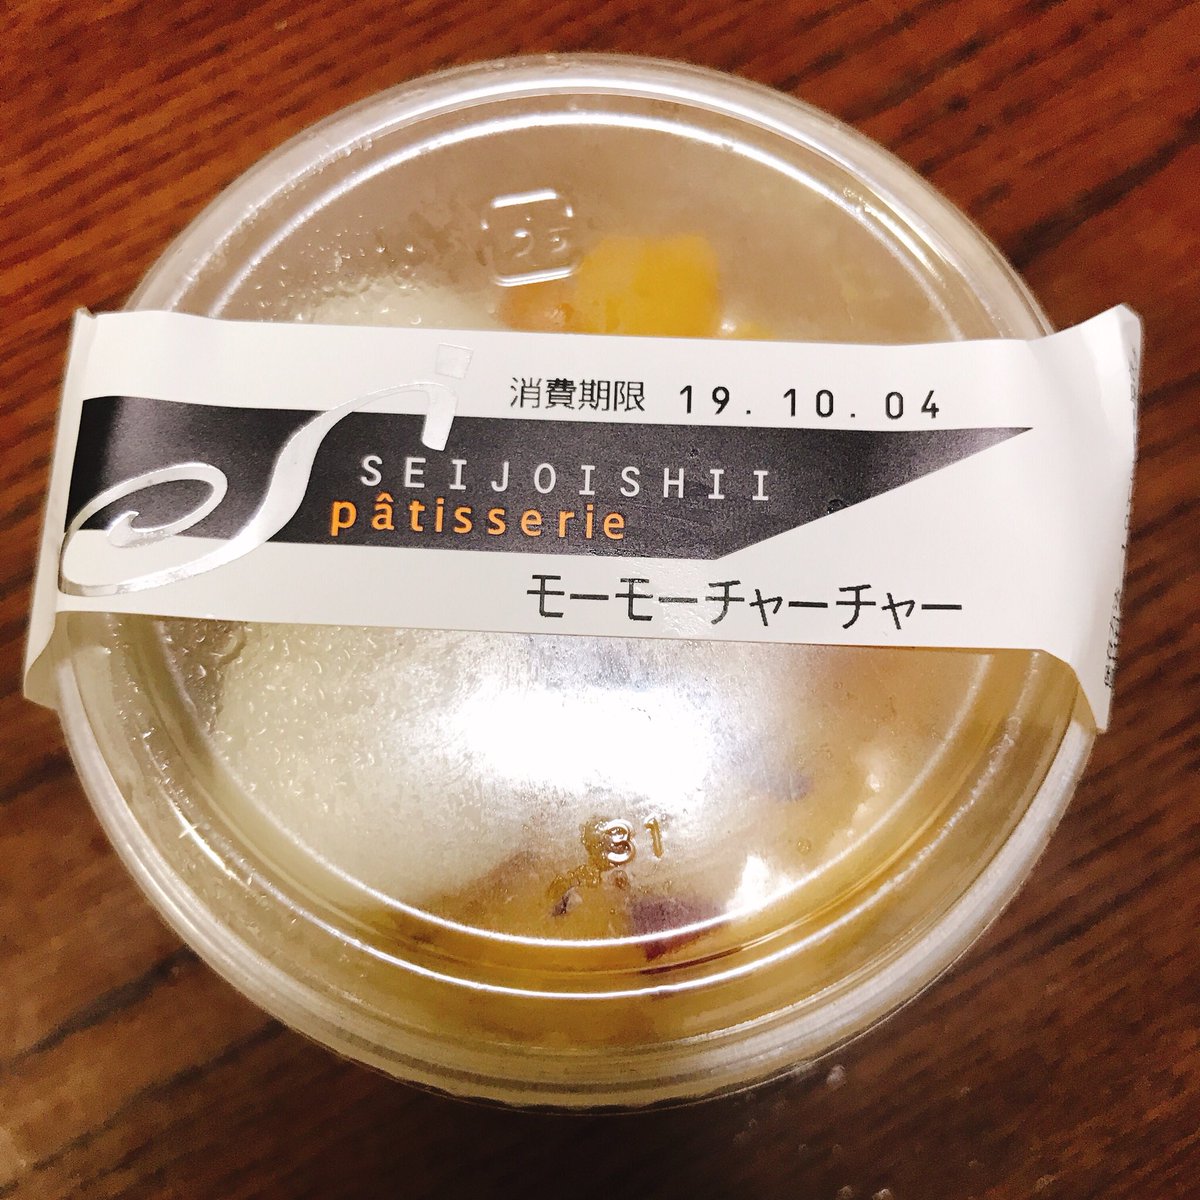 消費期限 19.10.04
SEIJOISHII
pâtisserie
モーモーチャーチャー
31